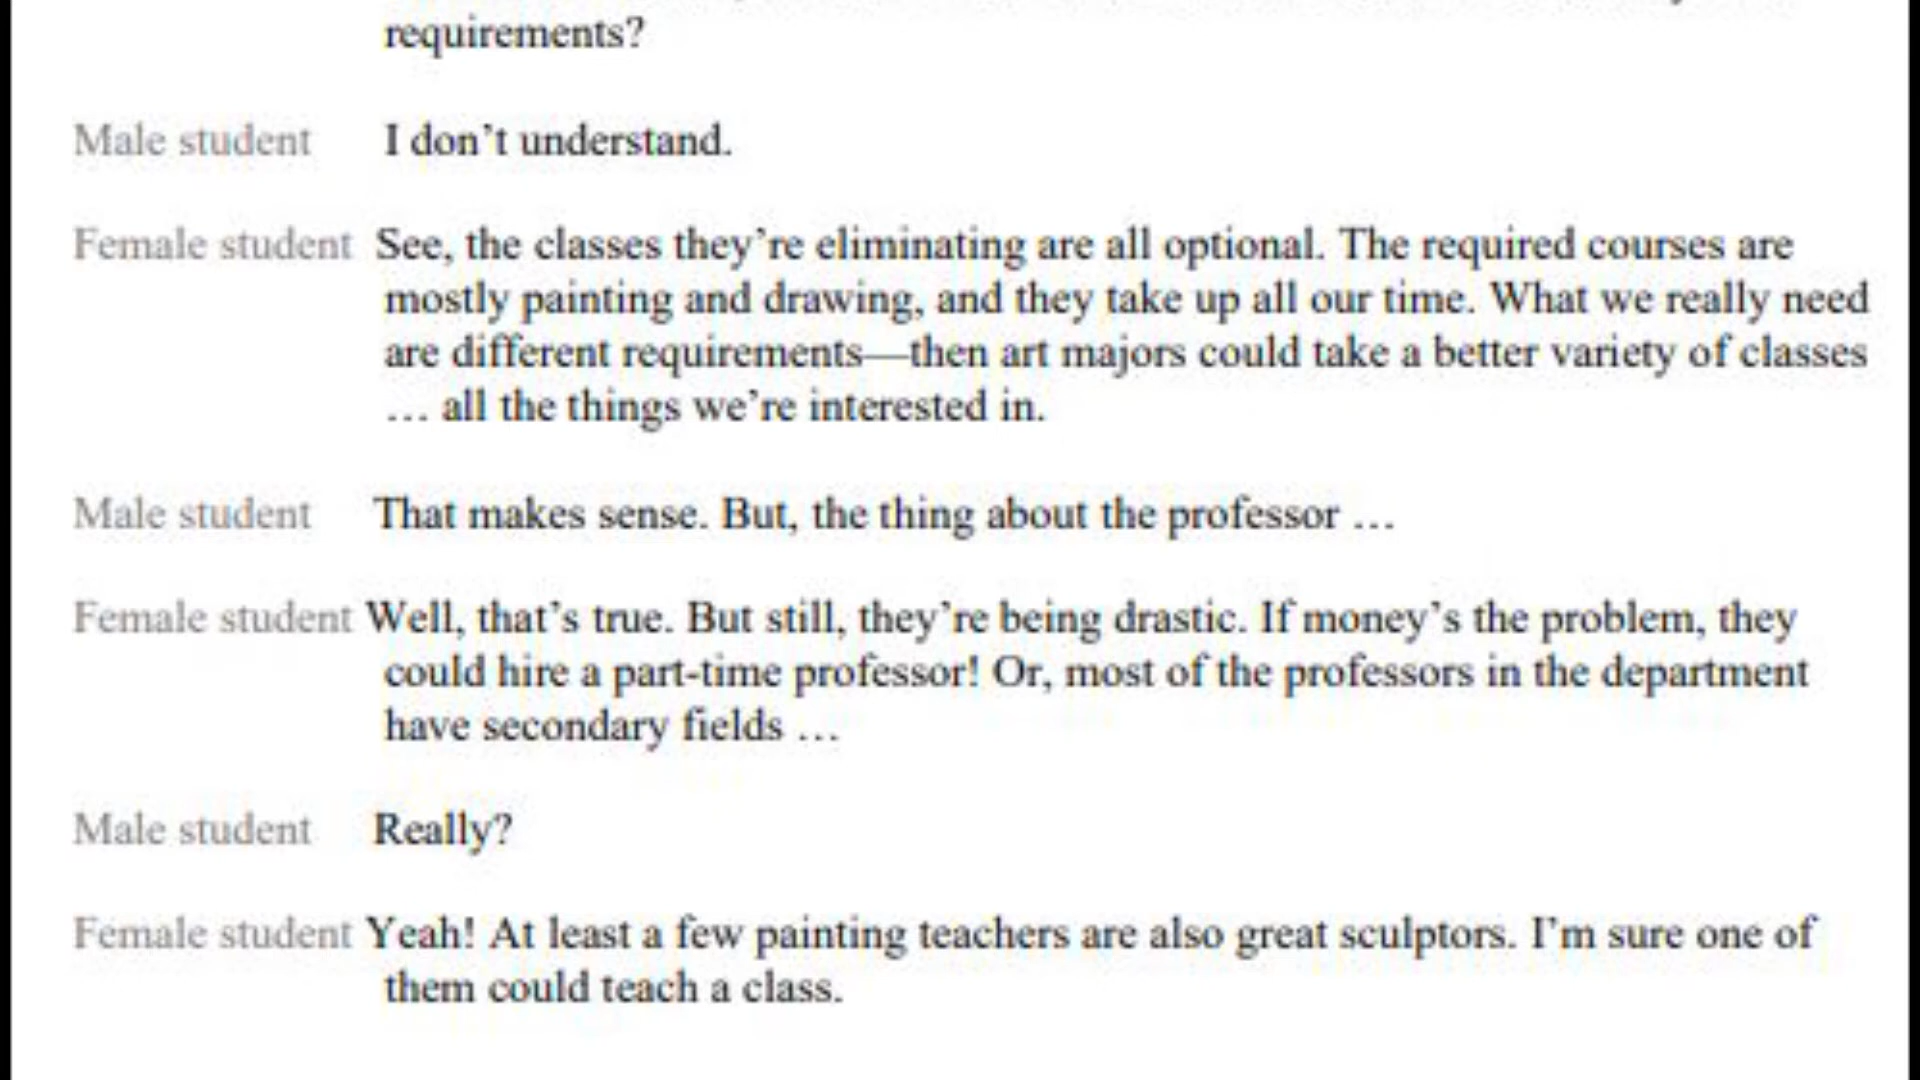 requirements?
Male student I don't understand.
Female student See, the classes they're eliminating are all optional. The required courses are
mostly painting and drawing, and they take up all our time. What we really need
are different requirements—then art majors could take a better variety of classes
… all the things we're interested in.
Male student That makes sense. But, the thing about the professor …
Female student Well, that's true. But still, they're being drastic. If money's the problem, they
could hire a part-time professor! Or, most of the professors in the department
have secondary fields …
Male student Really?
Female student Yeah! At least a few painting teachers are also great sculptors. I'm sure one of
them could teach a class.